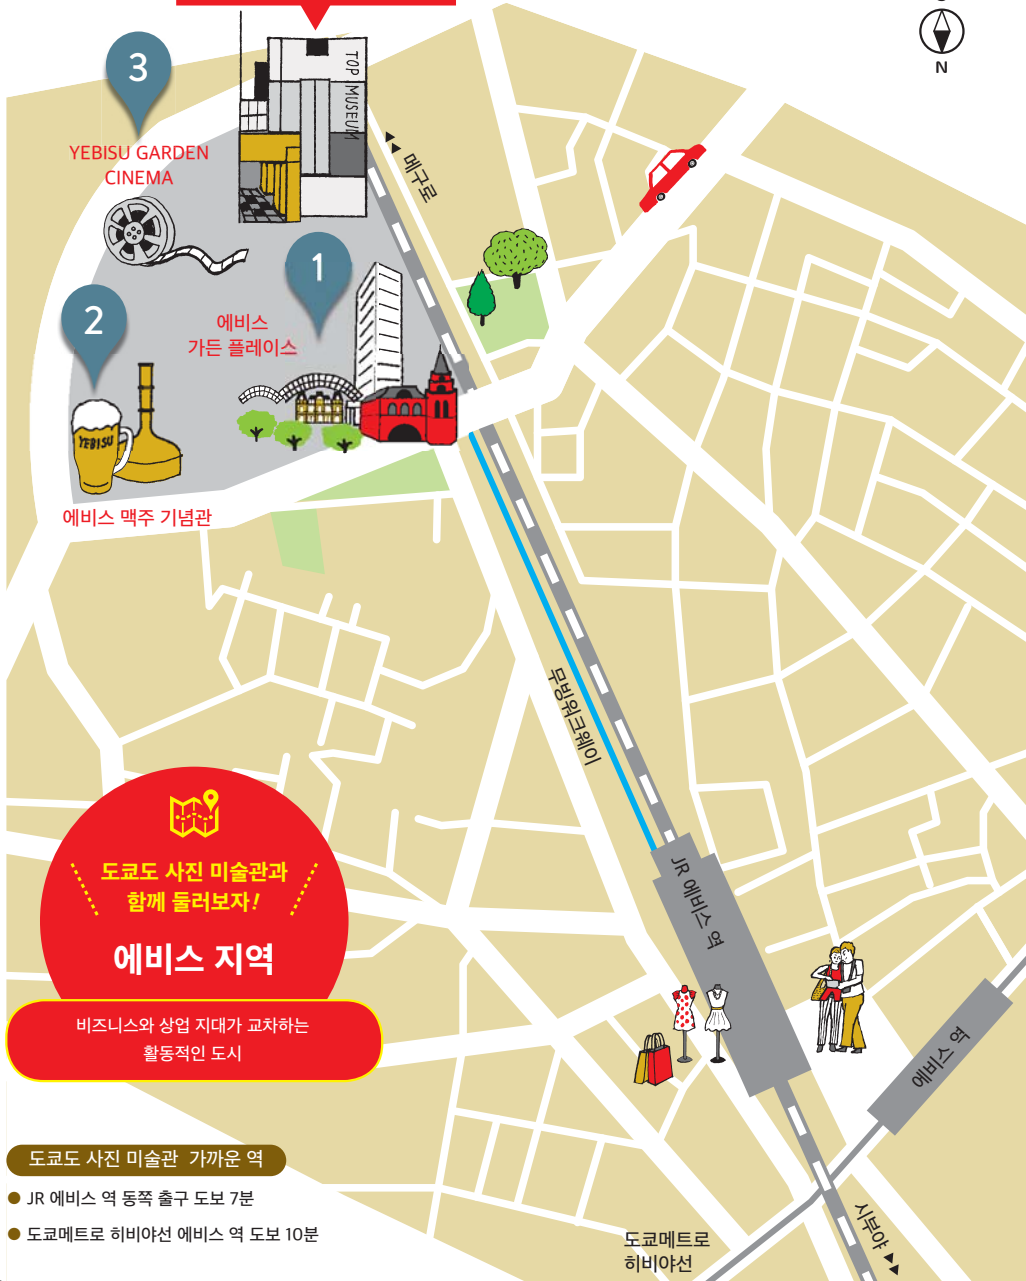 N
3
YEBISU GARDEN
CINEMA
TOP MUSEUM
메구로
1
에비스
가든 플레이스
2
YEBISU
에비스 맥주 기념관
무빙워크웨이
도쿄도 사진 미술관과
함께 둘러보자!
에비스 지역
비즈니스와 상업 지대가 교차하는
활동적인 도시
JR 에비스 역
에비스 역
도쿄도 사진 미술관 가까운 역
● JR 에비스 역 동쪽 출구 도보 7분
● 도쿄메트로 히비야선 에비스 역 도보 10분
도쿄메트로
히비야선
시부야